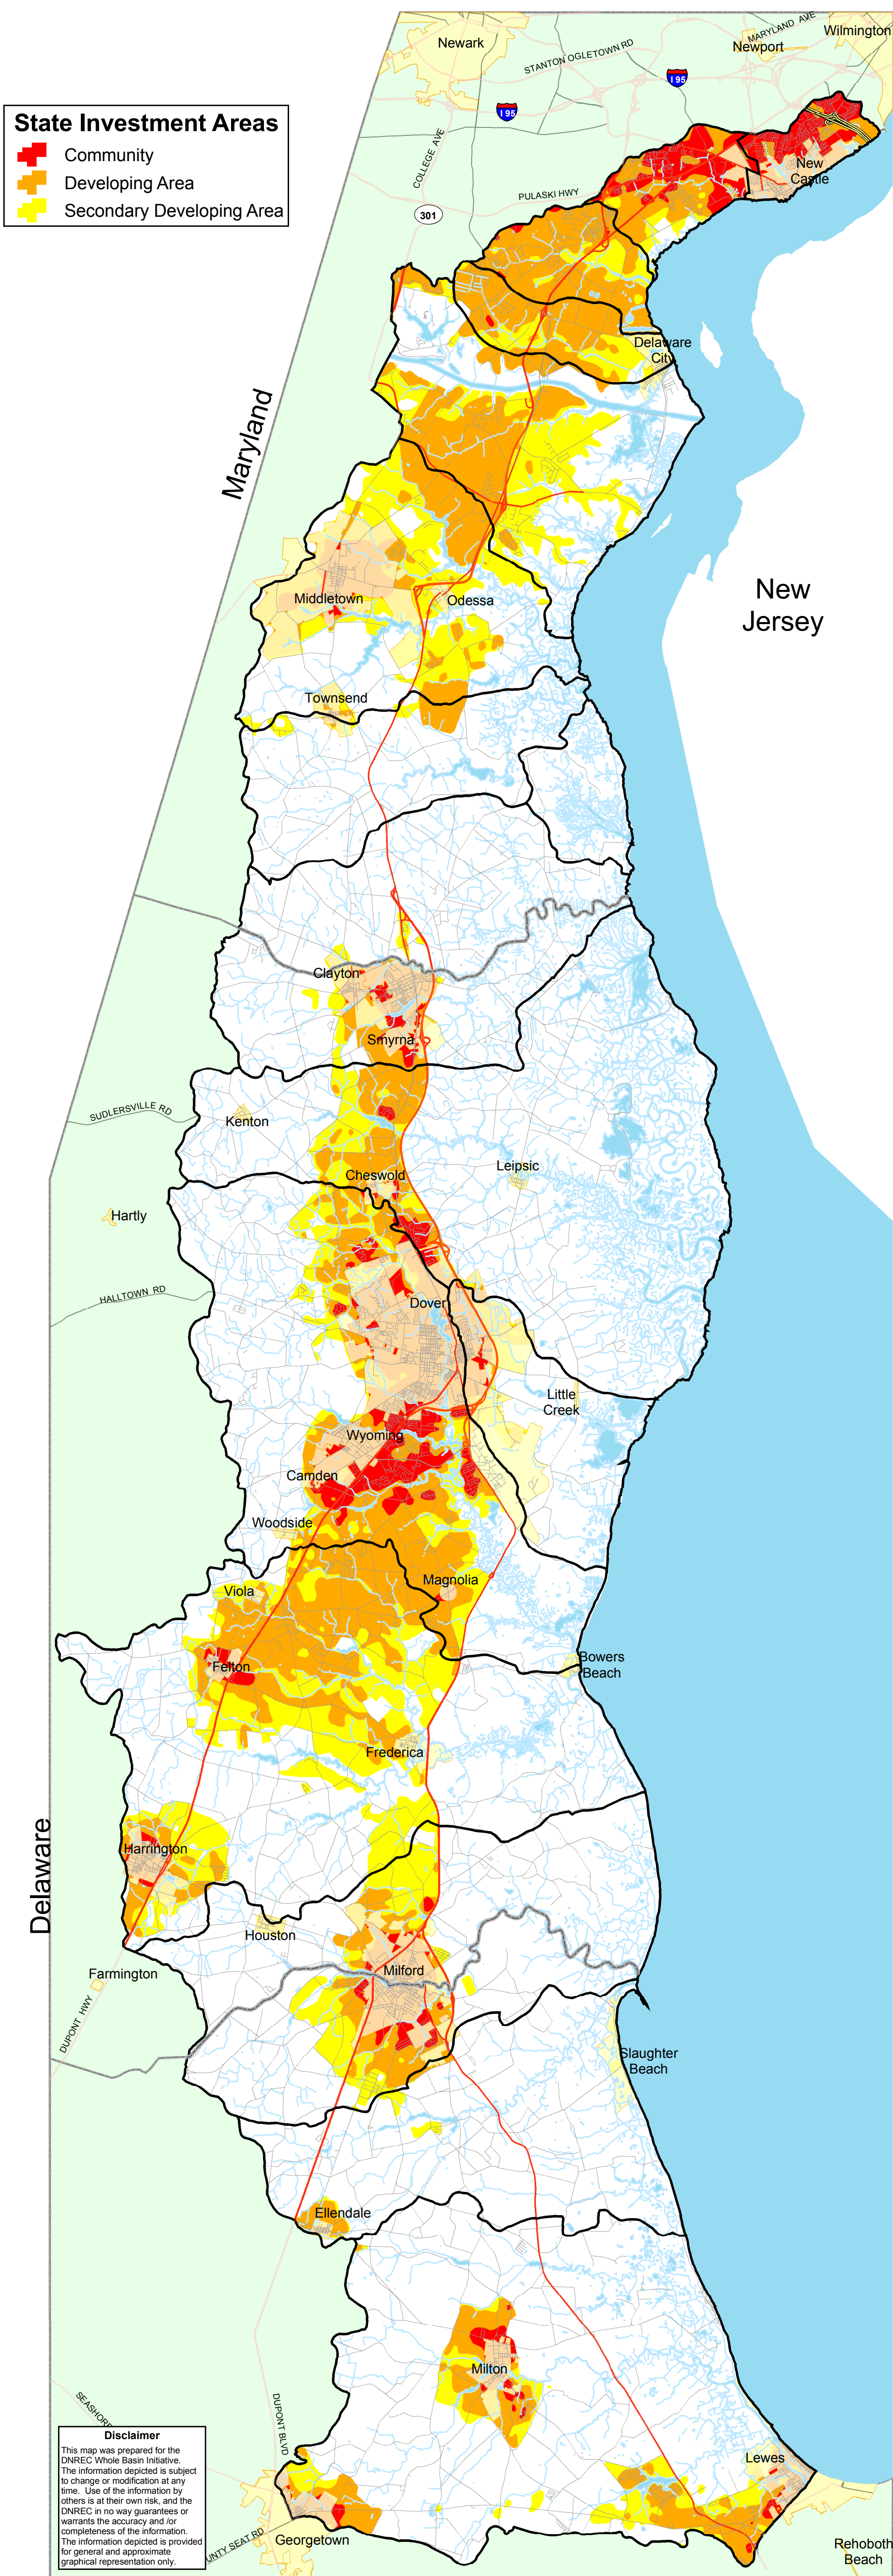 Newark
MARYLAND AVE
Wilmington
Newport
STANTON OGLETOWN RD
I 95
I 95
State Investment Areas
Community
Developing Area
Secondary Developing Area
COLLEGE AVE
New
Castle
PULASKI HWY
301
Delaware
City
Maryland
New
Jersey
Middletown
Odessa
Townsend
Clayton
Smyrna
SUDLERSVILLE RD
Kenton
Leipsic
Cheswold
Hartly
HALLTOWN RD
Dover
Little
Creek
Wyoming
Camden
Woodside
Magnolia
Viola
Bowers
Beach
Felton
Frederica
Delaware
Harrington
Houston
Milford
Farmington
DUPONT HWY
Slaughter
Beach
Ellendale
Milton
SEASHORE
DUPONT BLVD
Disclaimer
This map was prepared for the
DNREC Whole Basin Initiative.
The information depicted is subject
to change or modification at any
time. Use of the information by
others is at their own risk, and the
DNREC in no way guarantees or
warrants the accuracy and /or
completeness of the information.
The information depicted is provided
for general and approximate
graphical representation only.
Lewes
UNTY SEAT RD
Georgetown
Rehoboth
Beach